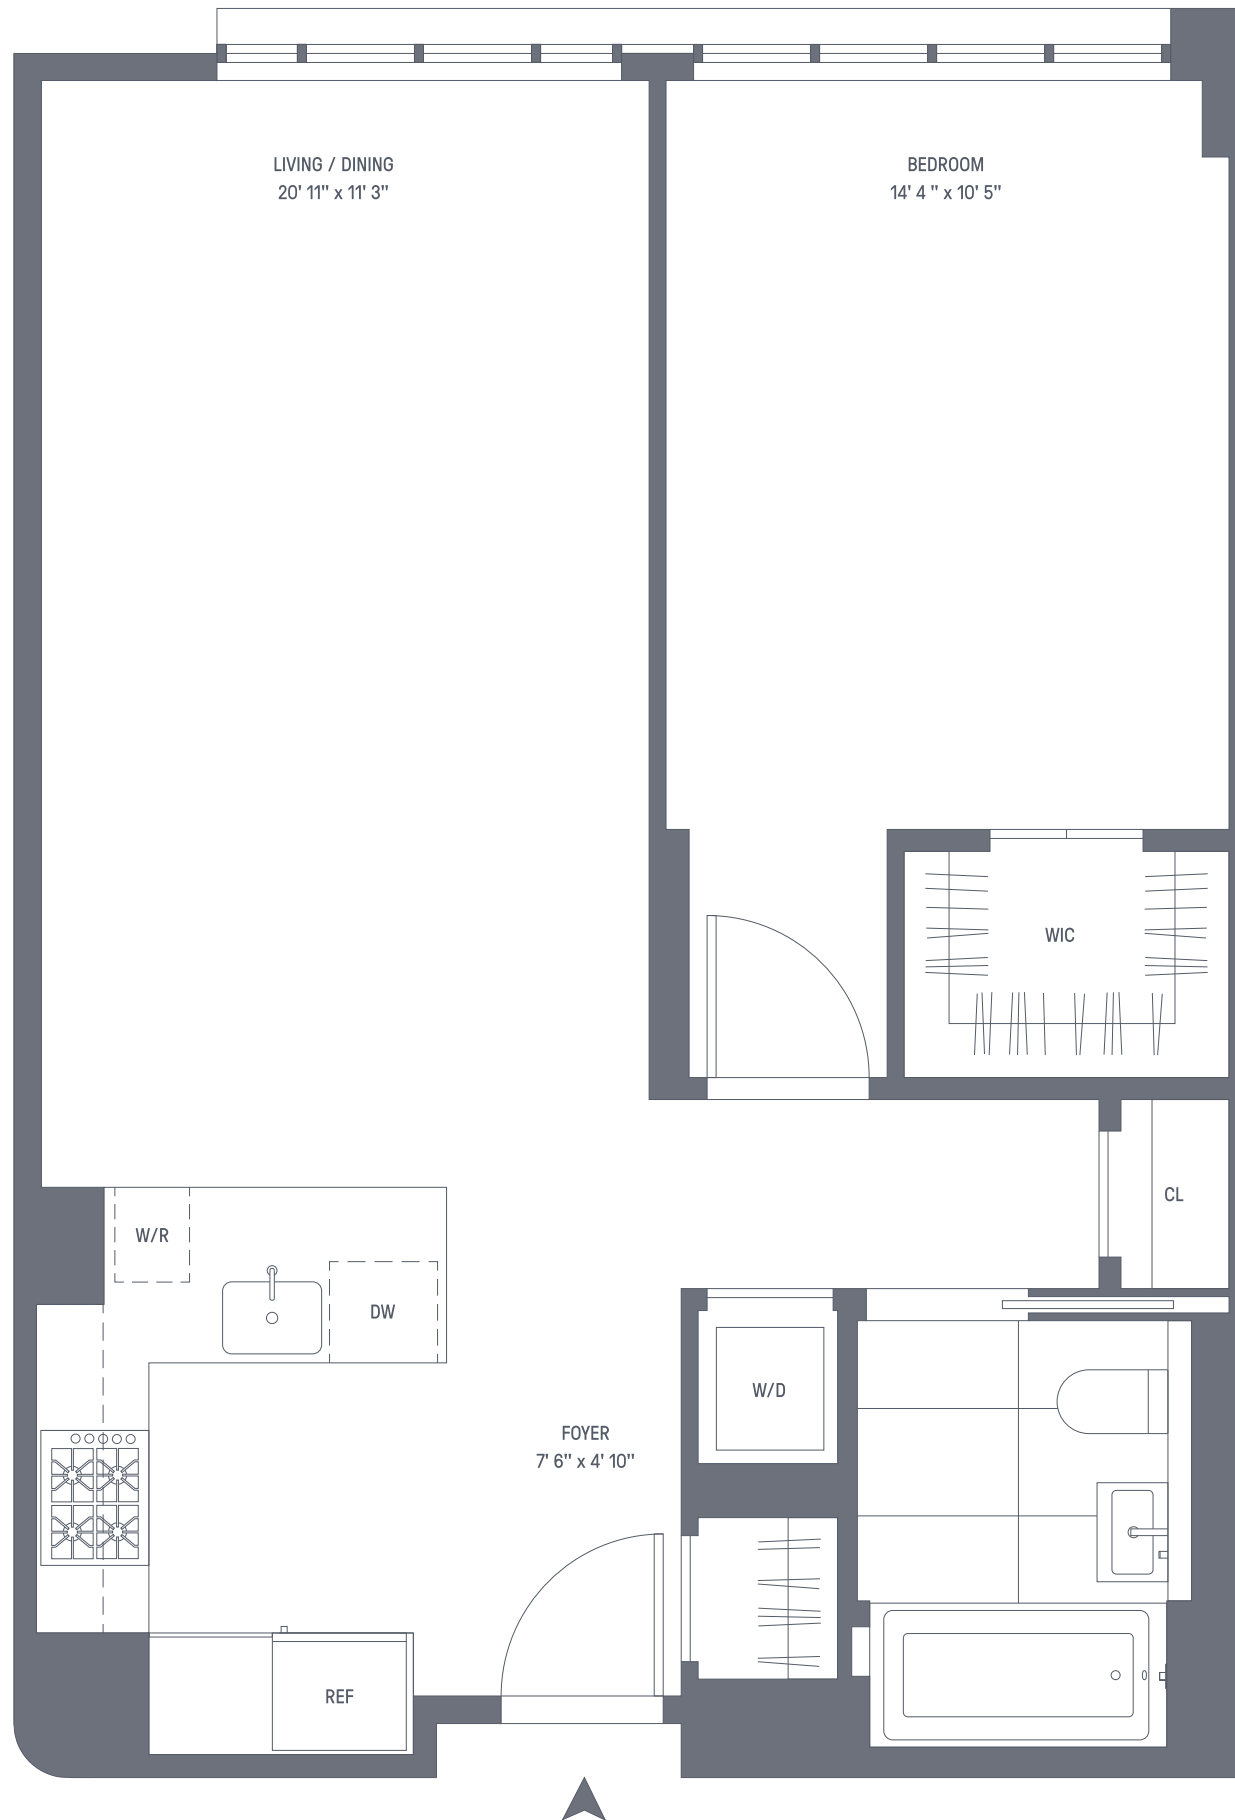 LIVING / DINING
20' 11" x 11' 3"
BEDROOM
14' 4 " x 10' 5"
WIC
CL
W/R
DW
W/D
FOYER
7' 6" x 4' 10"
REF